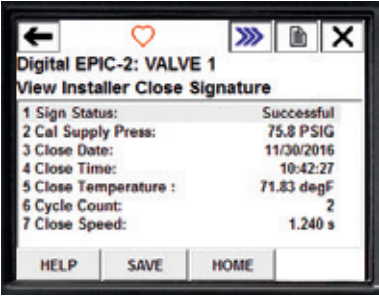 Digital EPIC-2: VALVE 1
View Installer Close Signature
1 Sign Status: Successful
2 Cal Supply Press: 75.8 PSIG
3 Close Date: 11/30/2016
4 Close Time: 10:42:27
5 Close Temperature : 71.83 degF
6 Cycle Count: 2
7 Close Speed: 1.240 s
HELP SAVE HOME